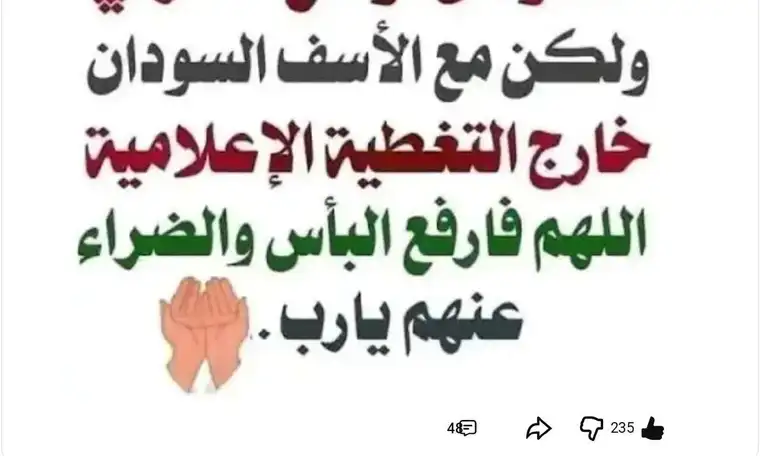 ولكن مع الأسف السودان
خارج التغطية الإعلامية
اللهم فارفع البأس والضراء
عنهم يارب .
48 235